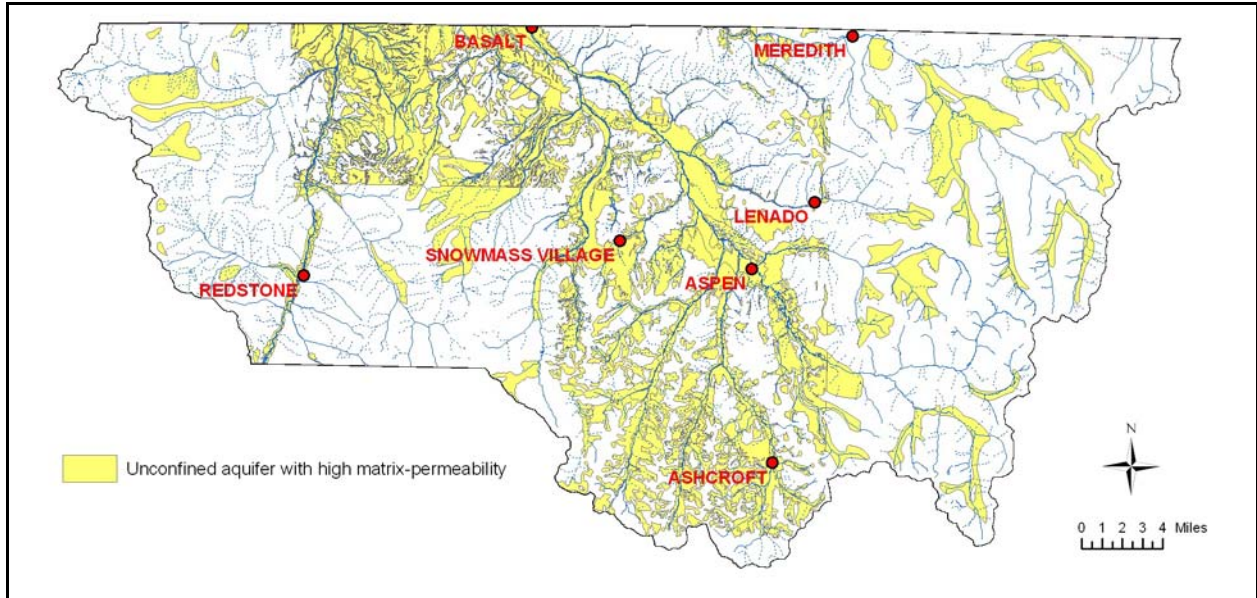 BASALT
MEREDITH
LENADO
SNOWMASS VILLAGE
ASPEN
REDSTONE
N
Unconfined aquifer with high matrix-permeability
ASHCROFT
0 1 2 3 4 Miles